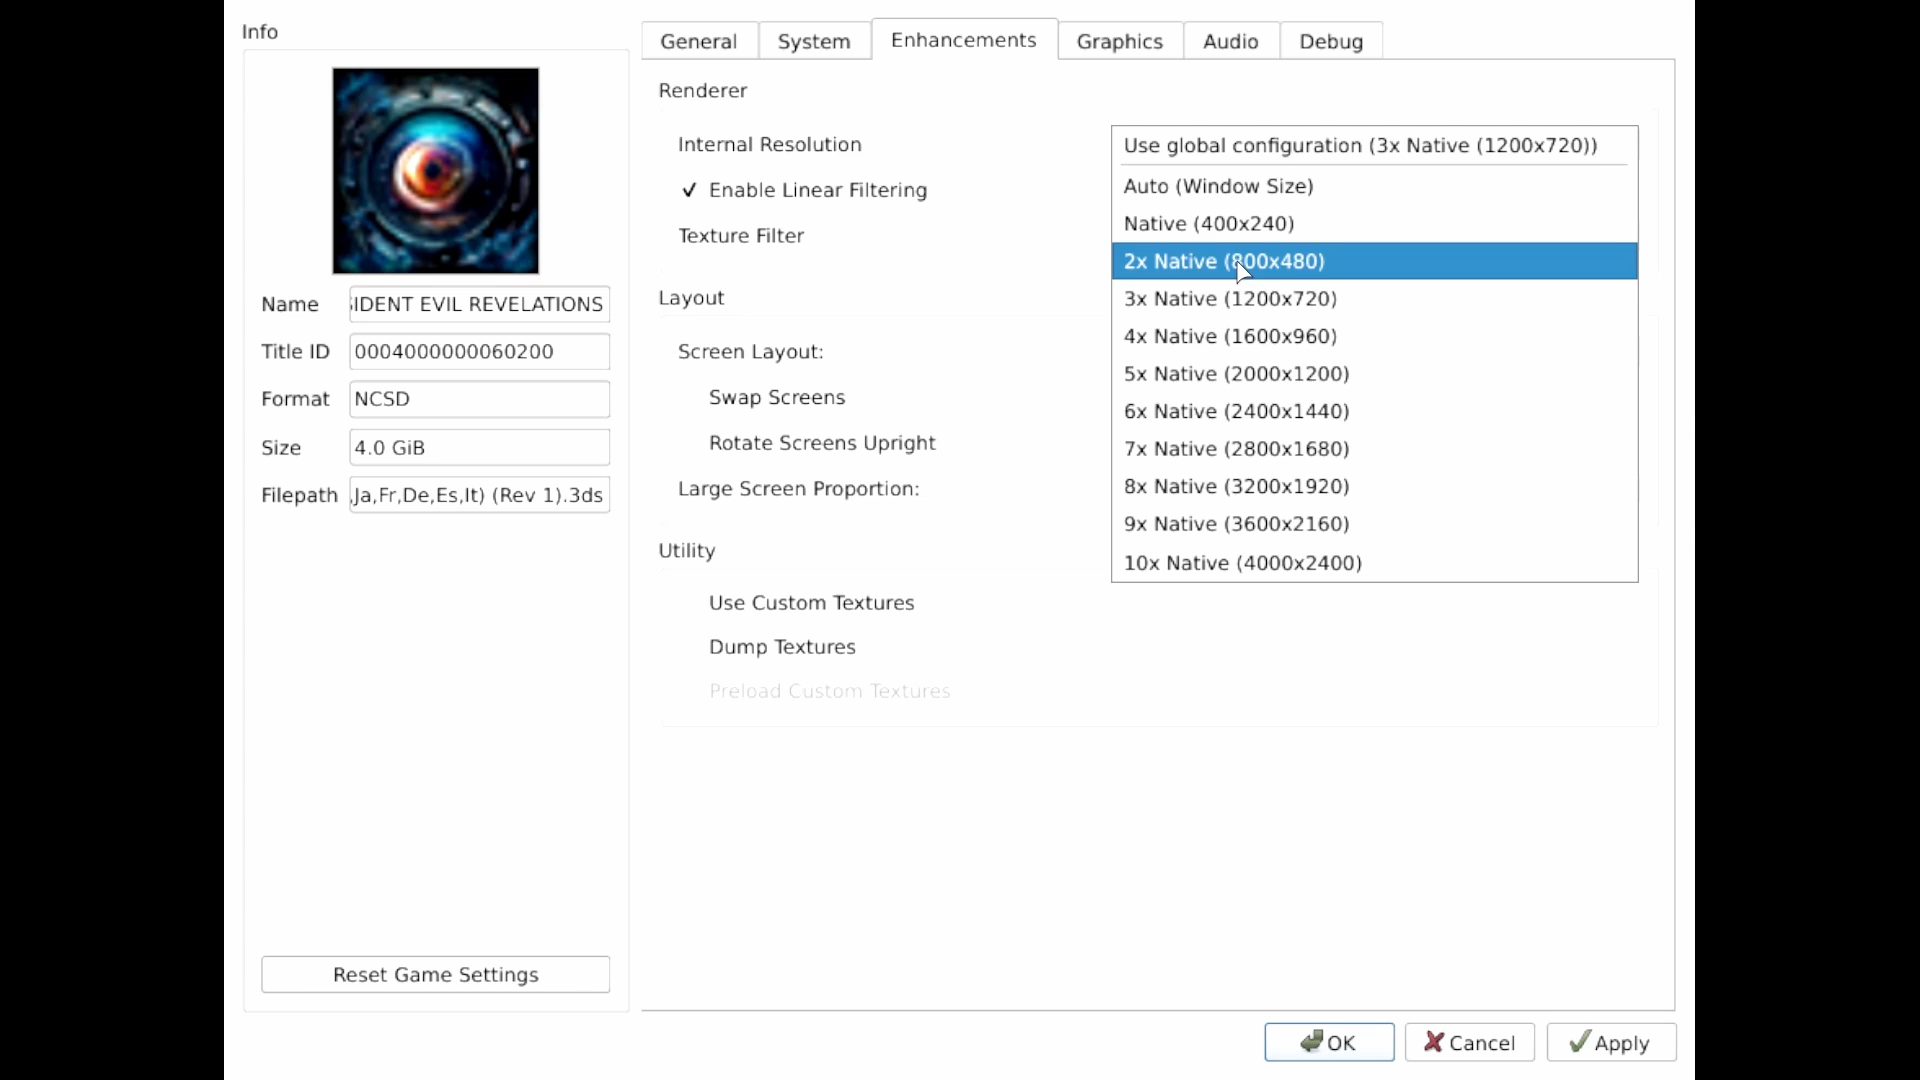 Info
General
System
Enhancements
Graphics
Audio
Debug
Name
IDENT EVIL REVELATIONS
Title ID
0004000000060200
Format
NCSD
Size
4.0 GiB
Filepath
,Ja,Fr,De,Es,It) (Rev 1).3ds
Reset Game Settings
Renderer
Internal Resolution
Enable Linear Filtering
Texture Filter
Use global configuration (3x Native (1200x720))
Auto (Window Size)
Native (400x240)
2x Native (800x480)
3x Native (1200x720)
4x Native (1600x960)
5x Native (2000x1200)
6x Native (2400x1440)
7x Native (2800x1680)
8x Native (3200x1920)
9x Native (3600x2160)
10x Native (4000x2400)
Layout
Screen Layout:
Swap Screens
Rotate Screens Upright
Large Screen Proportion:
Utility
Use Custom Textures
Dump Textures
Preload Custom Textures
OK
Cancel
Apply